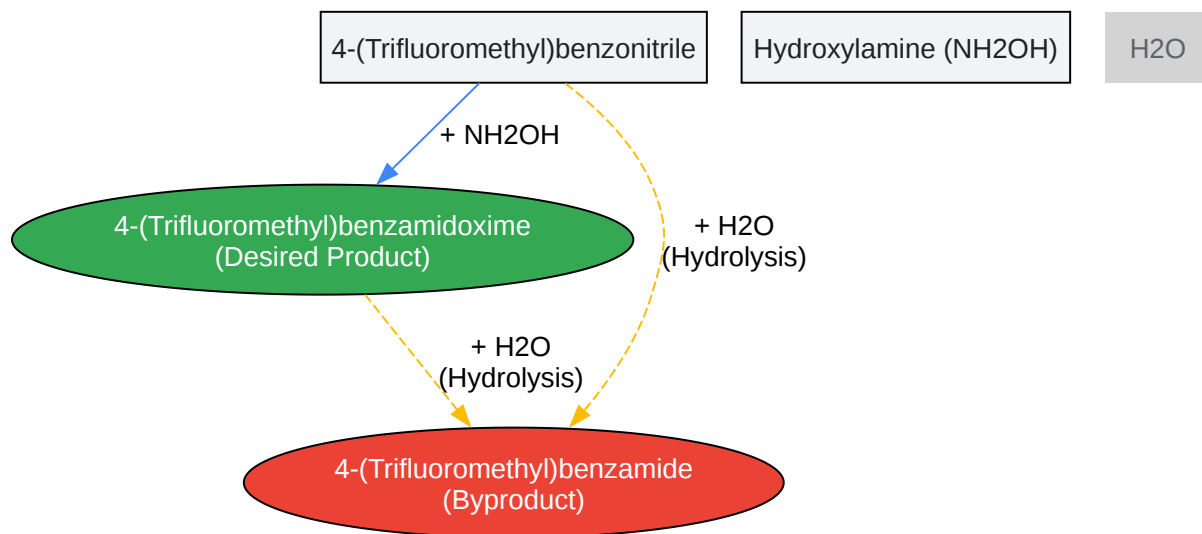 4-(Trifluoromethyl)benzonitrile
Hydroxylamine (NH2OH)
H2O
+ NH2OH
4-(Trifluoromethyl)benzamidoxime
(Desired Product)
+ H2O
(Hydrolysis)
+ H2O
(Hydrolysis)
4-(Trifluoromethyl)benzamide
(Byproduct)